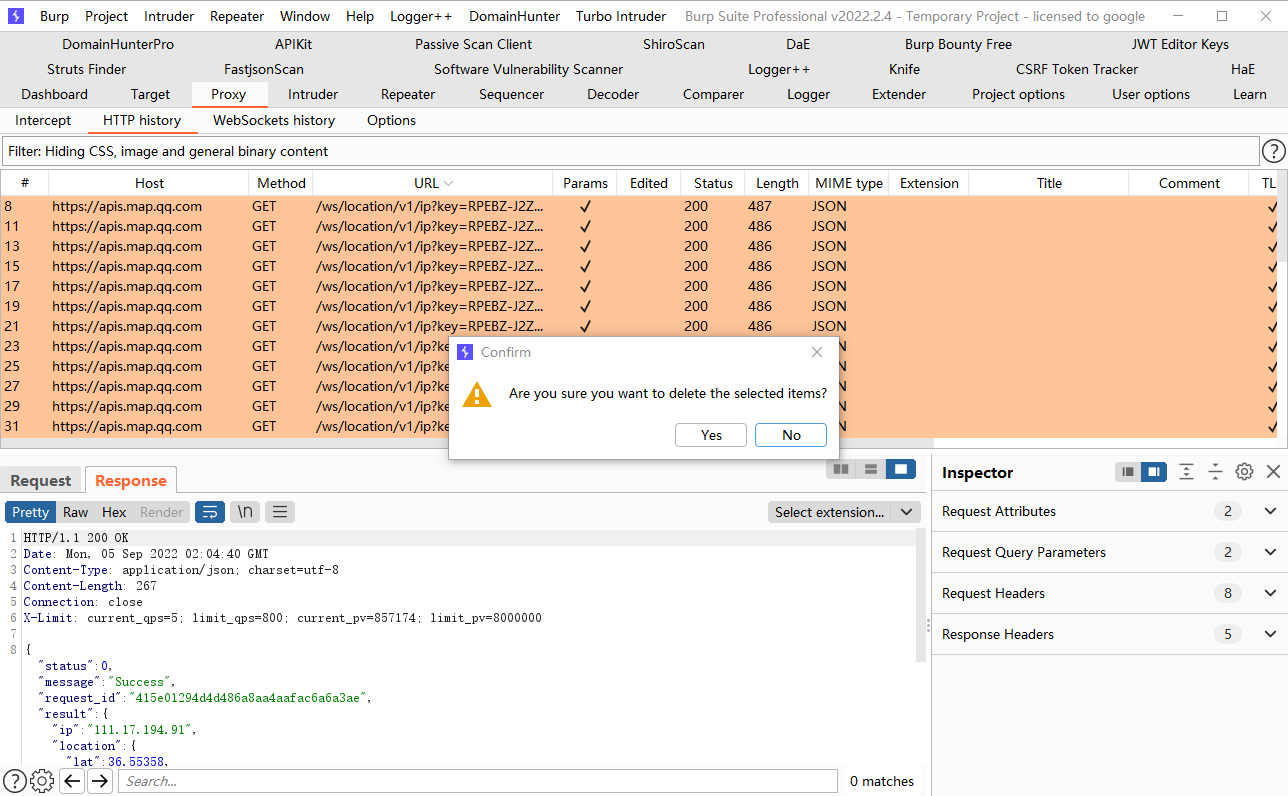 Burp Project Intruder Repeater Window Help Logger++ DomainHunter Turbo Intruder Burp Suite Professional v2022.2.4 - Temporary Project - licensed to google
DomainHunterPro APIKit Passive Scan Client ShiroScan DaE Burp Bounty Free JWT Editor Keys
Struts Finder FastjsonScan Software Vulnerability Scanner Logger++ Knife CSRF Token Tracker HaE
Dashboard Target Proxy Intruder Repeater Sequencer Decoder Comparer Logger Extender Project options User options Learn
Intercept HTTP history WebSockets history Options
Filter: Hiding CSS, image and general binary content ?
# Host Method URL Params Edited Status Length MIME type Extension Title Comment TL
8 https://apis.map.qq.com GET /ws/location/v1/ip?key=RPEBZ-J2Z... ✓ 200 487 JSON ✓
11 https://apis.map.qq.com GET /ws/location/v1/ip?key=RPEBZ-J2Z... ✓ 200 486 JSON ✓
13 https://apis.map.qq.com GET /ws/location/v1/ip?key=RPEBZ-J2Z... ✓ 200 486 JSON ✓
15 https://apis.map.qq.com GET /ws/location/v1/ip?key=RPEBZ-J2Z... ✓ 200 486 JSON ✓
17 https://apis.map.qq.com GET /ws/location/v1/ip?key=RPEBZ-J2Z... ✓ 200 486 JSON ✓
19 https://apis.map.qq.com GET /ws/location/v1/ip?key=RPEBZ-J2Z... ✓ 200 486 JSON ✓
21 https://apis.map.qq.com GET /ws/location/v1/ip?key=RPEBZ-J2Z... ✓ 200 486 JSON ✓
23 https://apis.map.qq.com GET /ws/location/v1/ip?ke ✓
25 https://apis.map.qq.com GET /ws/location/v1/ip?ke ✓
27 https://apis.map.qq.com GET /ws/location/v1/ip?ke ✓
29 https://apis.map.qq.com GET /ws/location/v1/ip?ke ✓
31 https://apis.map.qq.com GET /ws/location/v1/ip?ke ✓
Confirm
Are you sure you want to delete the selected items?
Yes No
Request Response
Pretty Raw Hex Render \n Select extension...
1 HTTP/1.1 200 OK
2 Date: Mon, 05 Sep 2022 02:04:40 GMT
3 Content-Type: application/json; charset=utf-8
4 Content-Length: 267
5 Connection: close
6 X-Limit: current_qps=5; limit_qps=800; current_pv=857174; limit_pv=8000000
7
8 {
"status":0,
"message":"Success",
"request_id":"415e01294d4d486a8aa4aafac6a6a3ae",
"result":{
"ip":"111.17.194.91",
"location":{
"lat":36.55358,
? Search... 0 matches
Inspector
Request Attributes 2
Request Query Parameters 2
Request Headers 8
Response Headers 5